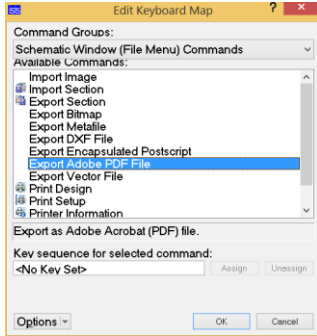 ISIS
Edit Keyboard Map
?
Command Groups:
Schematic Window (File Menu) Commands
Available Commands:
Import Image
Import Section
Export Section
Export Bitmap
Export Metafile
Export DXF File
Export Encapsulated Postscript
Export Adobe PDF File
Export Vector File
Print Design
Print Setup
Printer Information
Export as Adobe Acrobat (PDF) file.
Key sequence for selected command:
<No Key Set>
Assign
Unassign
Options
OK
Cancel